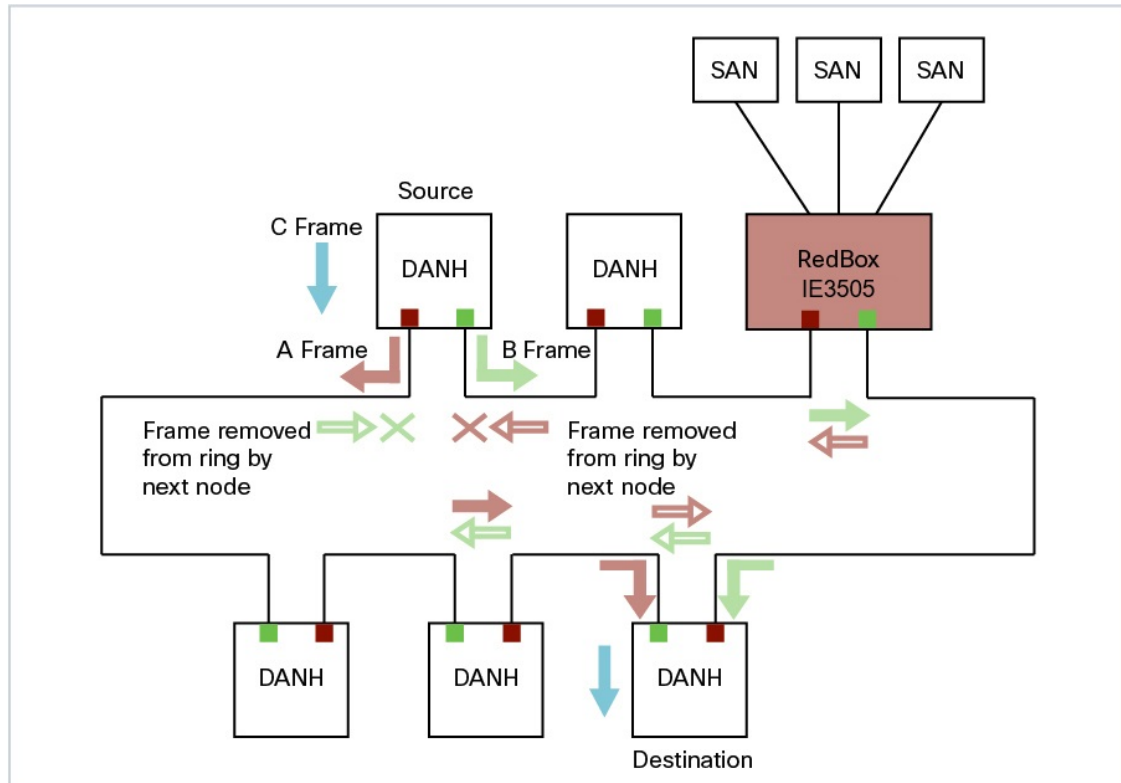 SAN
SAN
SAN
Source
C Frame
DANH
DANH
RedBox
IE3505
A Frame
B Frame
Frame removed
from ring by
next node
Frame removed
from ring by
next node
DANH
DANH
DANH
Destination